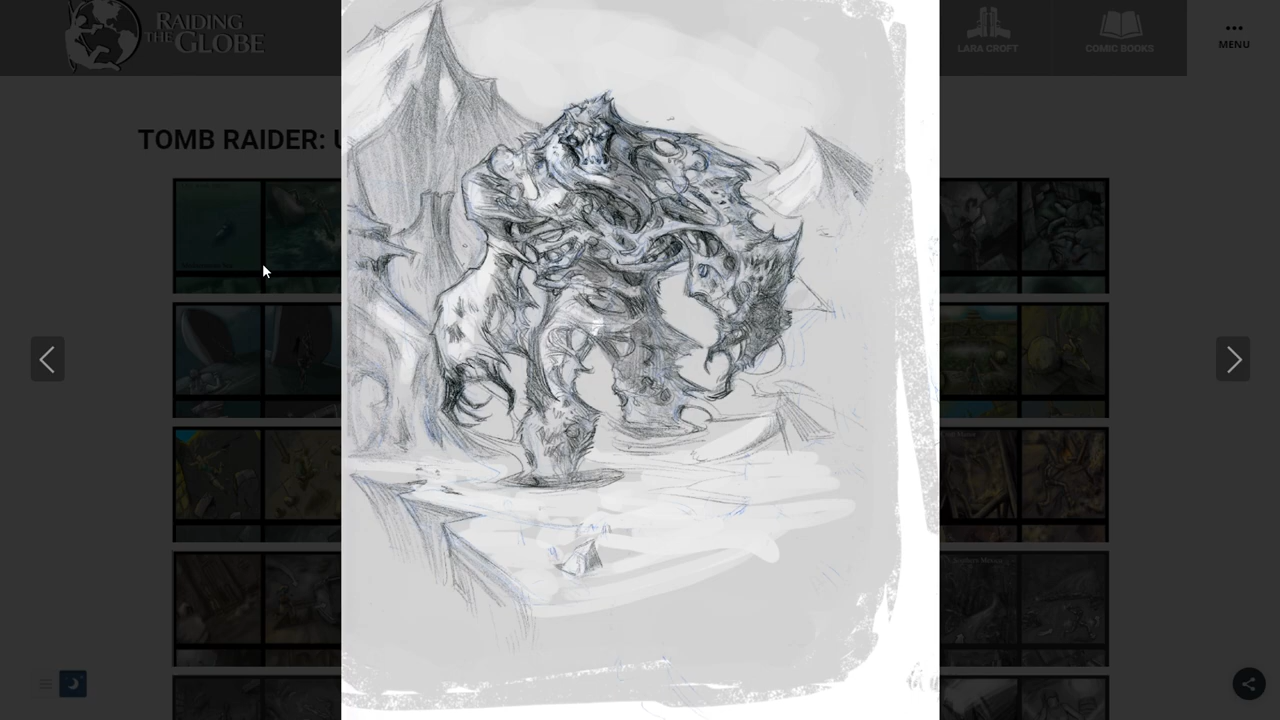 RAIDING
THE GLOBE
LARA CROFT
COMIC BOOKS
MENU
TOMB RAIDER: U